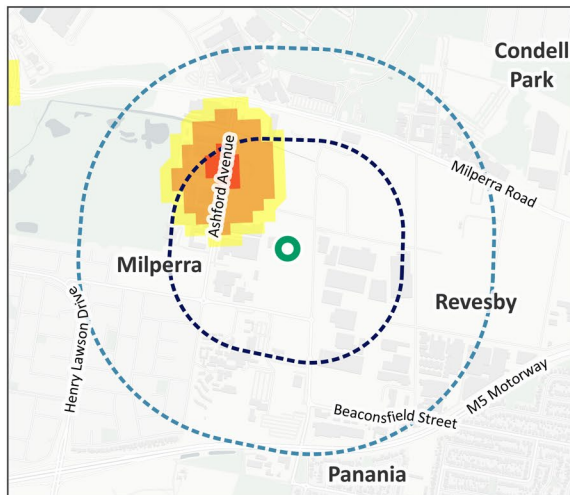 Condell
Park
Milperra Road
Ashford Avenue
Milperra
Revesby
Henry Lawson Drive
M5 Motorway
Beaconsfield Street
Panania